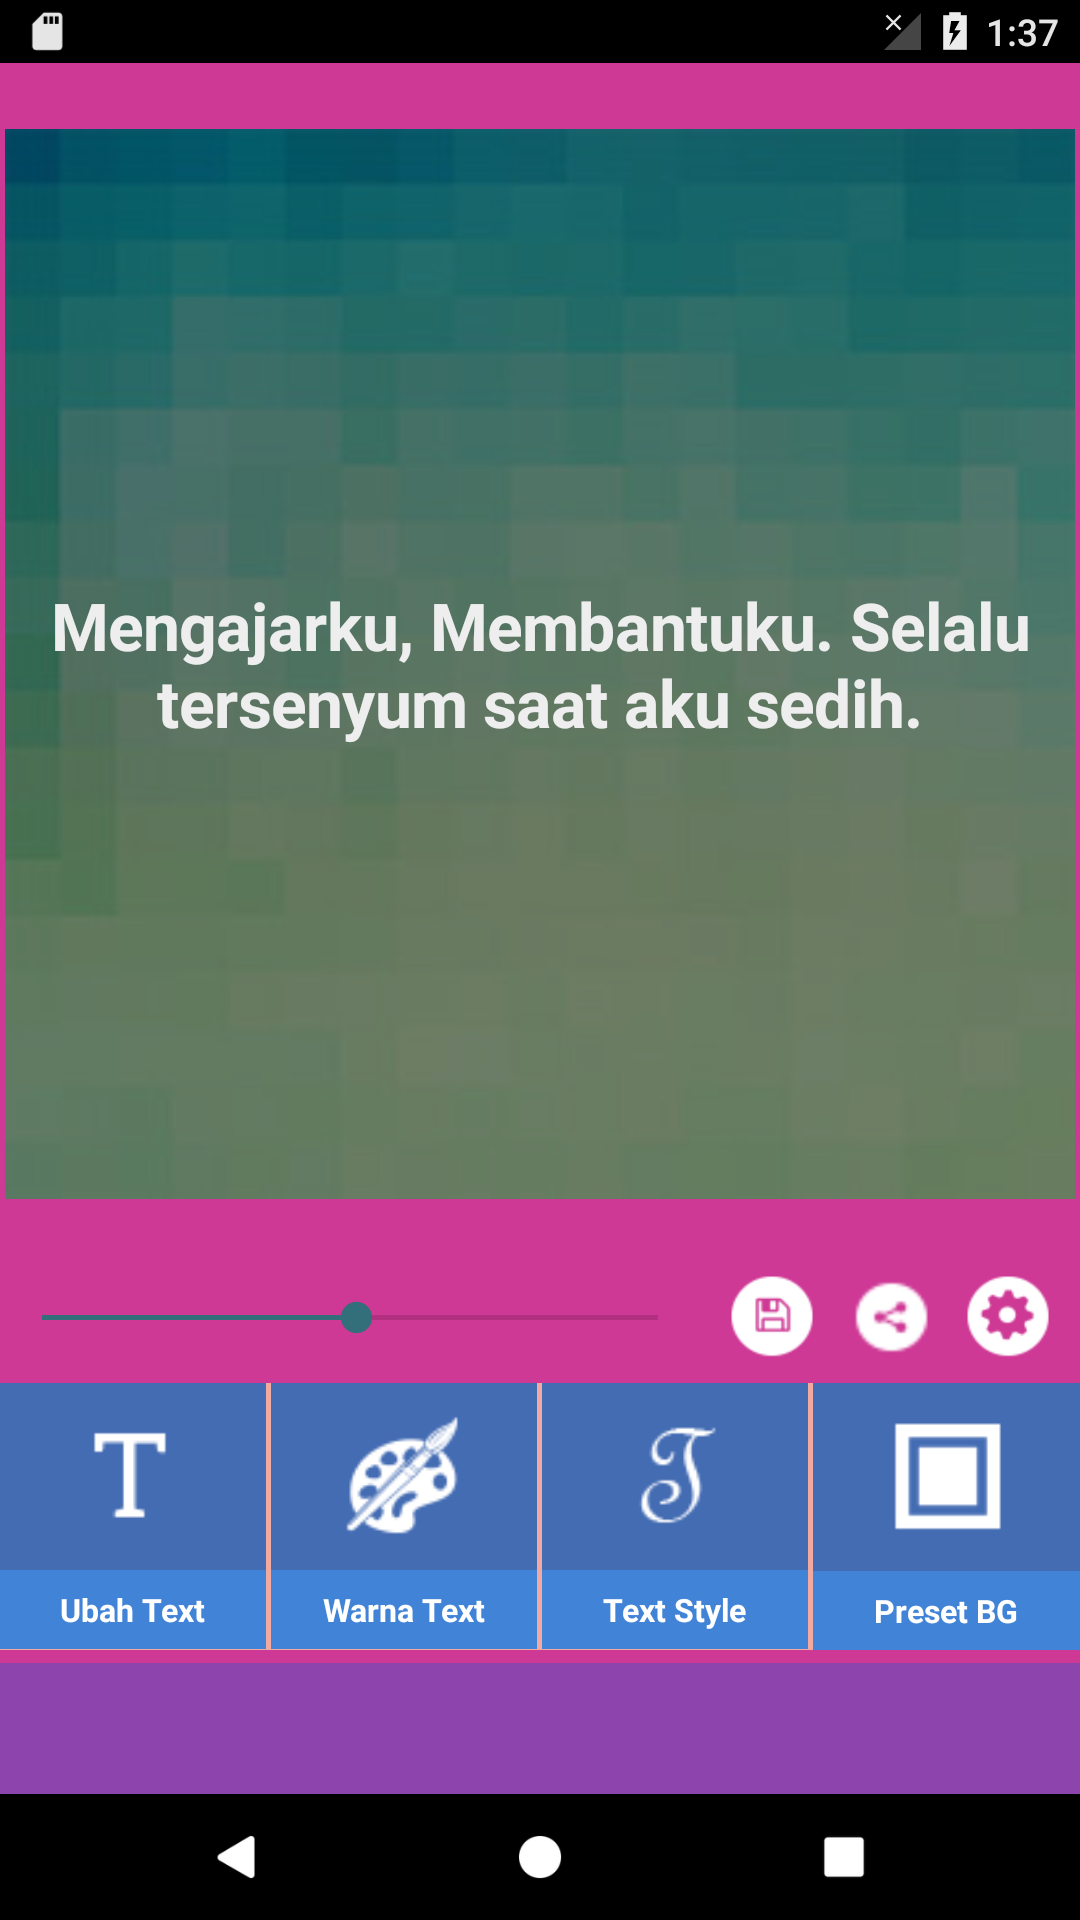 1:37
Mengajarku, Membantuku. Selalu
tersenyum saat aku sedih.
Ubah Text
Warna Text
Text Style
Preset BG